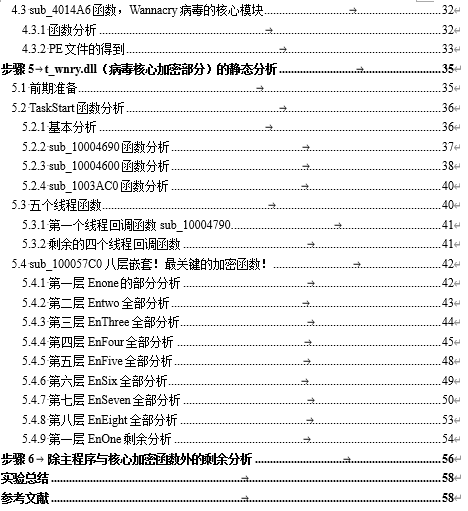 4.3 sub_4014A6函数，Wannacry 病毒的核心模块 32
4.3.1 函数分析 32
4.3.2 PE 文件的得到 33
步骤 5 → t_wnry.dll（病毒核心加密部分）的静态分析 35
5.1 前期准备 35
5.2 TaskStart 函数分析 36
5.2.1 基本分析 36
5.2.2 sub_10004690 函数分析 37
5.2.3 sub_10004600 函数分析 38
5.2.4 sub_1003AC0 函数分析 40
5.3 五个线程函数 40
5.3.1 第一个线程回调函数 sub_10004790 41
5.3.2 剩余的四个线程回调函数 41
5.4 sub_100057C0 八层嵌套！最关键的加密函数！ 42
5.4.1 第一层 Enone 的部分分析 42
5.4.2 第二层 Entwo 全部分析 43
5.4.3 第三层 EnThree 全部分析 44
5.4.4 第四层 EnFour 全部分析 45
5.4.5 第五层 EnFive 全部分析 48
5.4.6 第六层 EnSix 全部分析 49
5.4.7 第七层 EnSeven 全部分析 50
5.4.8 第八层 EnEight 全部分析 53
5.4.9 第一层 EnOne 剩余分析 54
步骤 6 → 除主程序与核心加密函数外的剩余分析 56
实验总结 58
参考文献 58